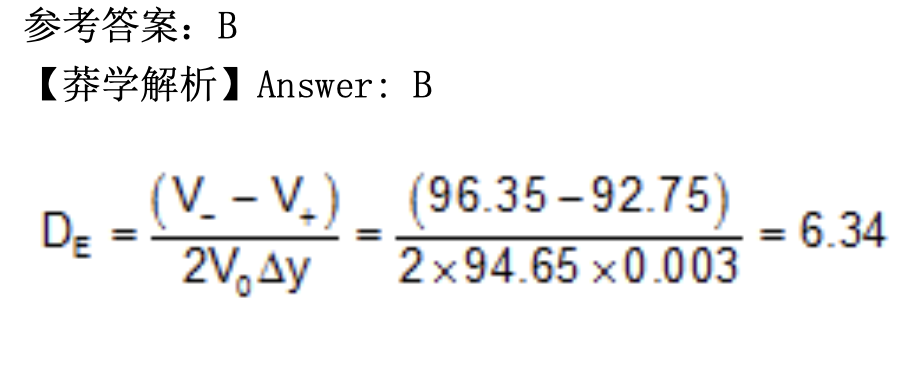 参考答案：B
【莽学解析】Answer: B
D_E = (V_- − V_+) / 2V_0Δy = (96.35 − 92.75) / 2×94.65×0.003 = 6.34